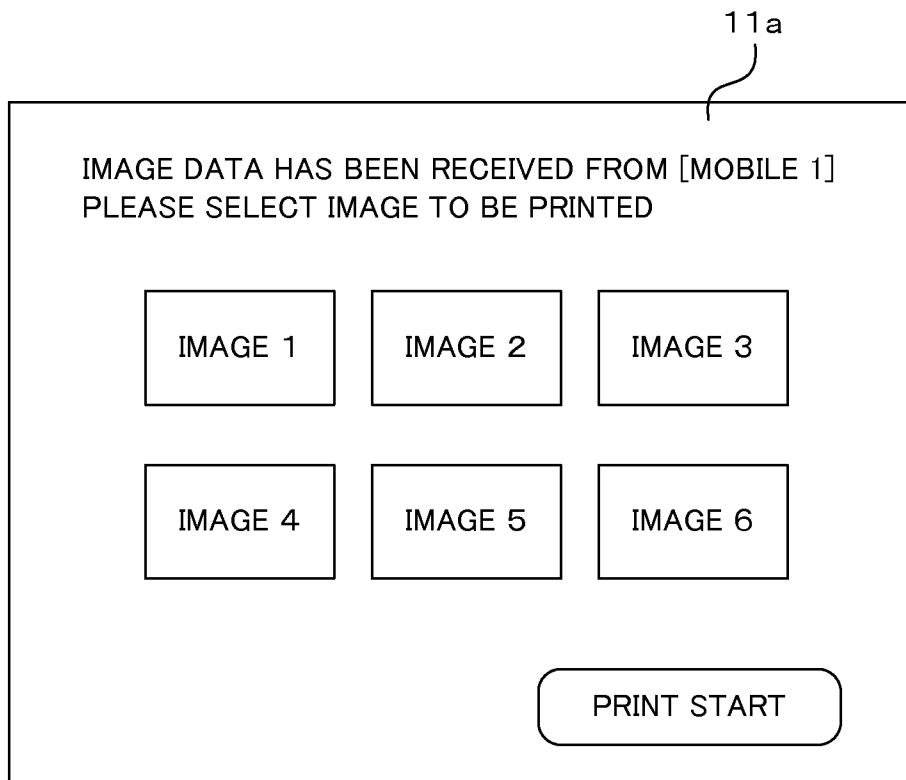 11a
IMAGE DATA HAS BEEN RECEIVED FROM [MOBILE 1]
PLEASE SELECT IMAGE TO BE PRINTED
IMAGE 1 IMAGE 2 IMAGE 3
IMAGE 4 IMAGE 5 IMAGE 6
PRINT START